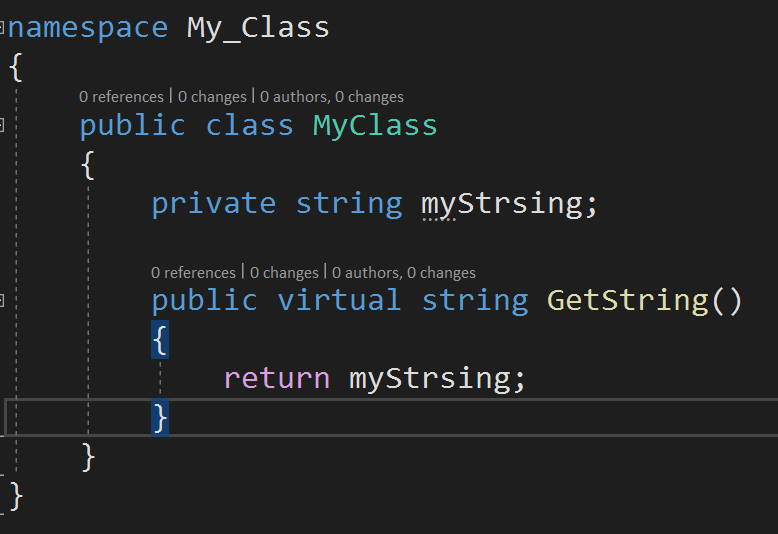 namespace My_Class
{
0 references | 0 changes | 0 authors, 0 changes
public class MyClass
{
private string myStrsing;
0 references | 0 changes | 0 authors, 0 changes
public virtual string GetString()
{
return myStrsing;
}
}
}